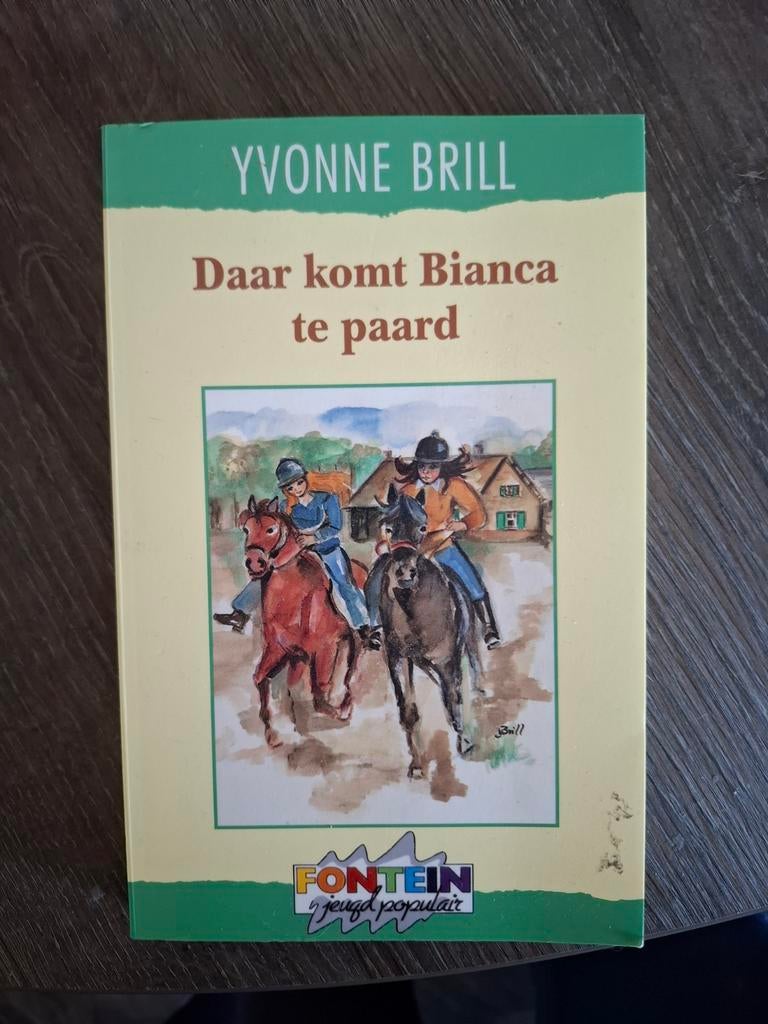 YVONNE BRILL
Daar komt Bianca
te paard
Brill
FONTEIN
jeugd populair